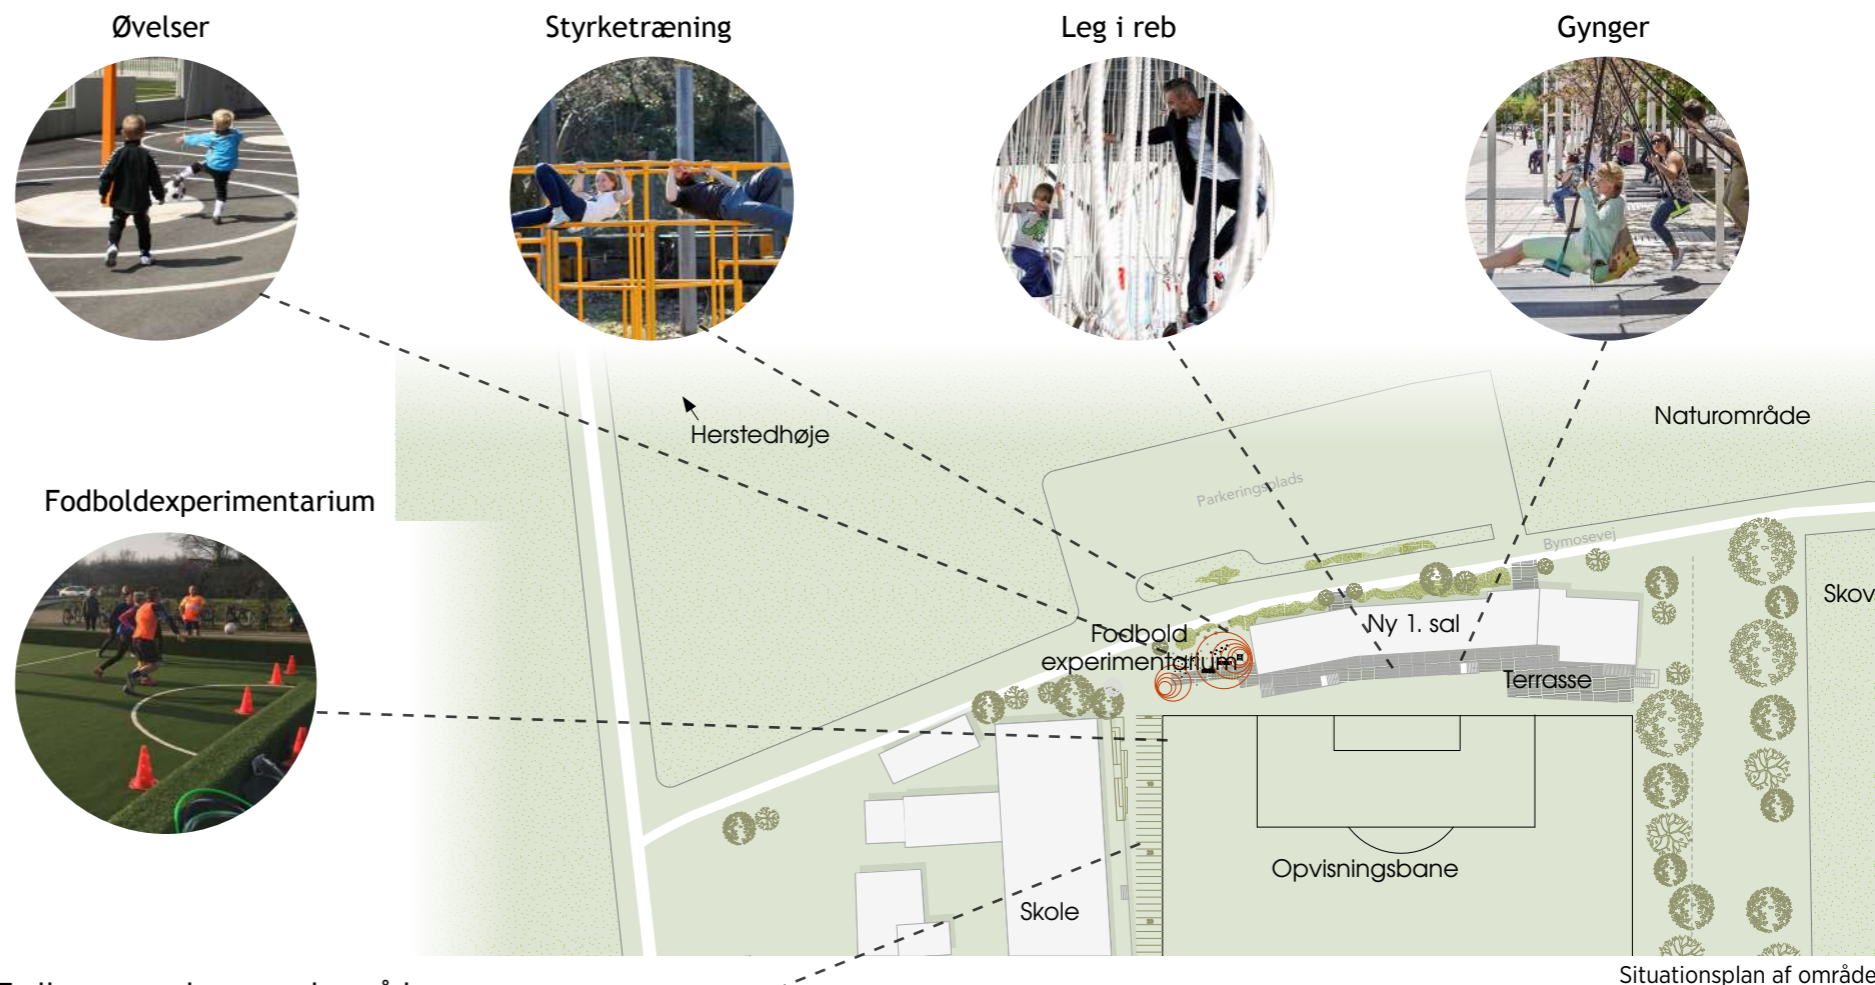 Øvelser
Styrketræning
Leg i reb
Gynger
Herstedhøje
Naturområde
Parkeringsplads
Fodboldexperimentarium
Bymosevej
Skov
Fodbold
experimentarium
Ny 1. sal
Terrasse
Opvisningsbane
Skole
Situationsplan af område